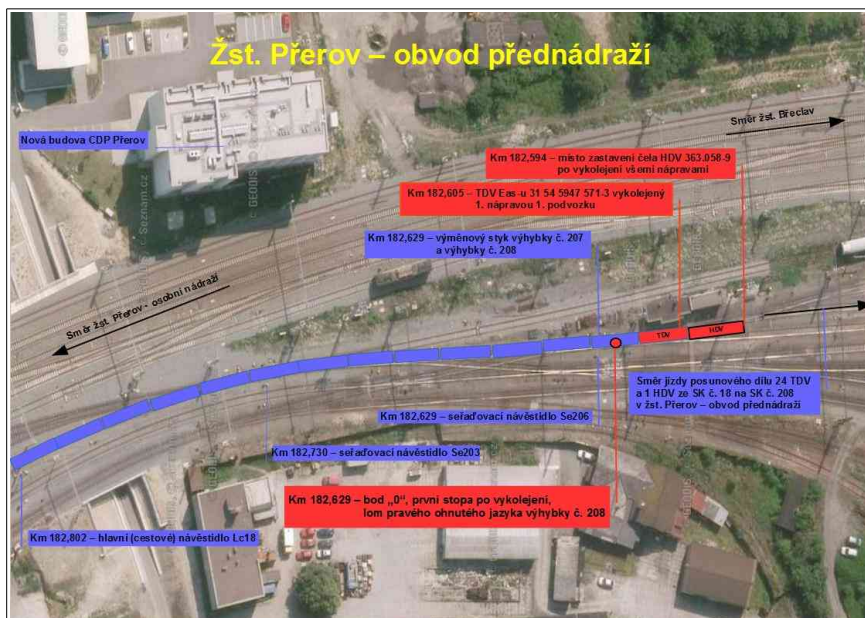 Žst. Přerov – obvod přednádraží
Směr žst. Břeclav
Nová budova CDP Přerov
Km 182,594 – místo zastavení čela HDV 363.058-9
po vykolejení všemi nápravami
Km 182,605 – TDV Eas-u 31 54 5947 571-3 vykolejený
1. nápravou 1. podvozku
Km 182,629 – výměnový styk výhybky č. 207
a výhybky č. 208
Směr žst. Přerov - osobní nádraží
TDV
HDV
Směr jízdy posunového dílu 24 TDV
a 1 HDV ze SK č. 18 na SK č. 208
v žst. Přerov – obvod přednádraží
Km 182,629 – seřaďovací návěstidlo Se206
Km 182,730 – seřaďovací návěstidlo Se203
Km 182,629 – bod „0“, první stopa po vykolejení,
lom pravého ohnutého jazyka výhybky č. 208
Km 182,802 – hlavní (cestové) návěstidlo Lc18